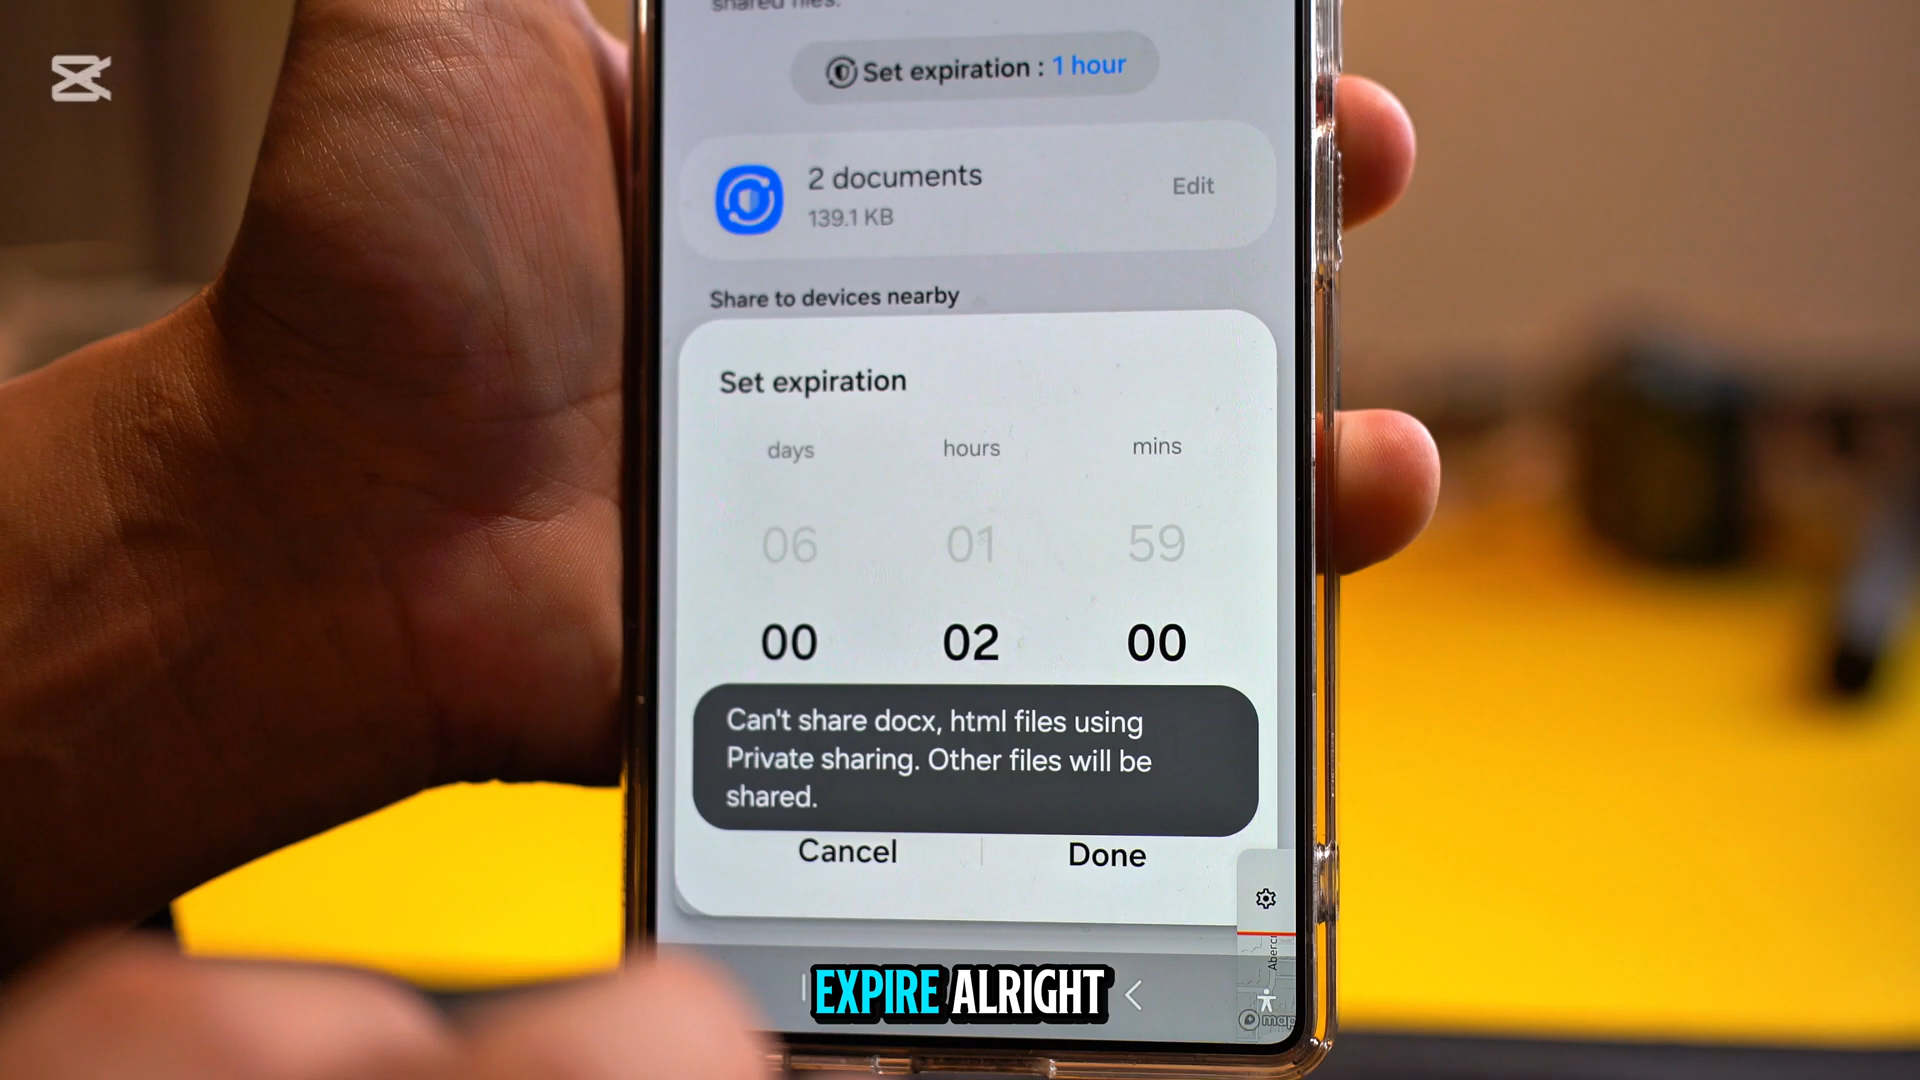 shared files.
Set expiration : 1 hour
2 documents
139.1 KB
Edit
Share to devices nearby
Set expiration
days hours mins
06 01 59
00 02 00
Can't share docx, html files using
Private sharing. Other files will be
shared.
Cancel Done
EXPIRE ALRIGHT